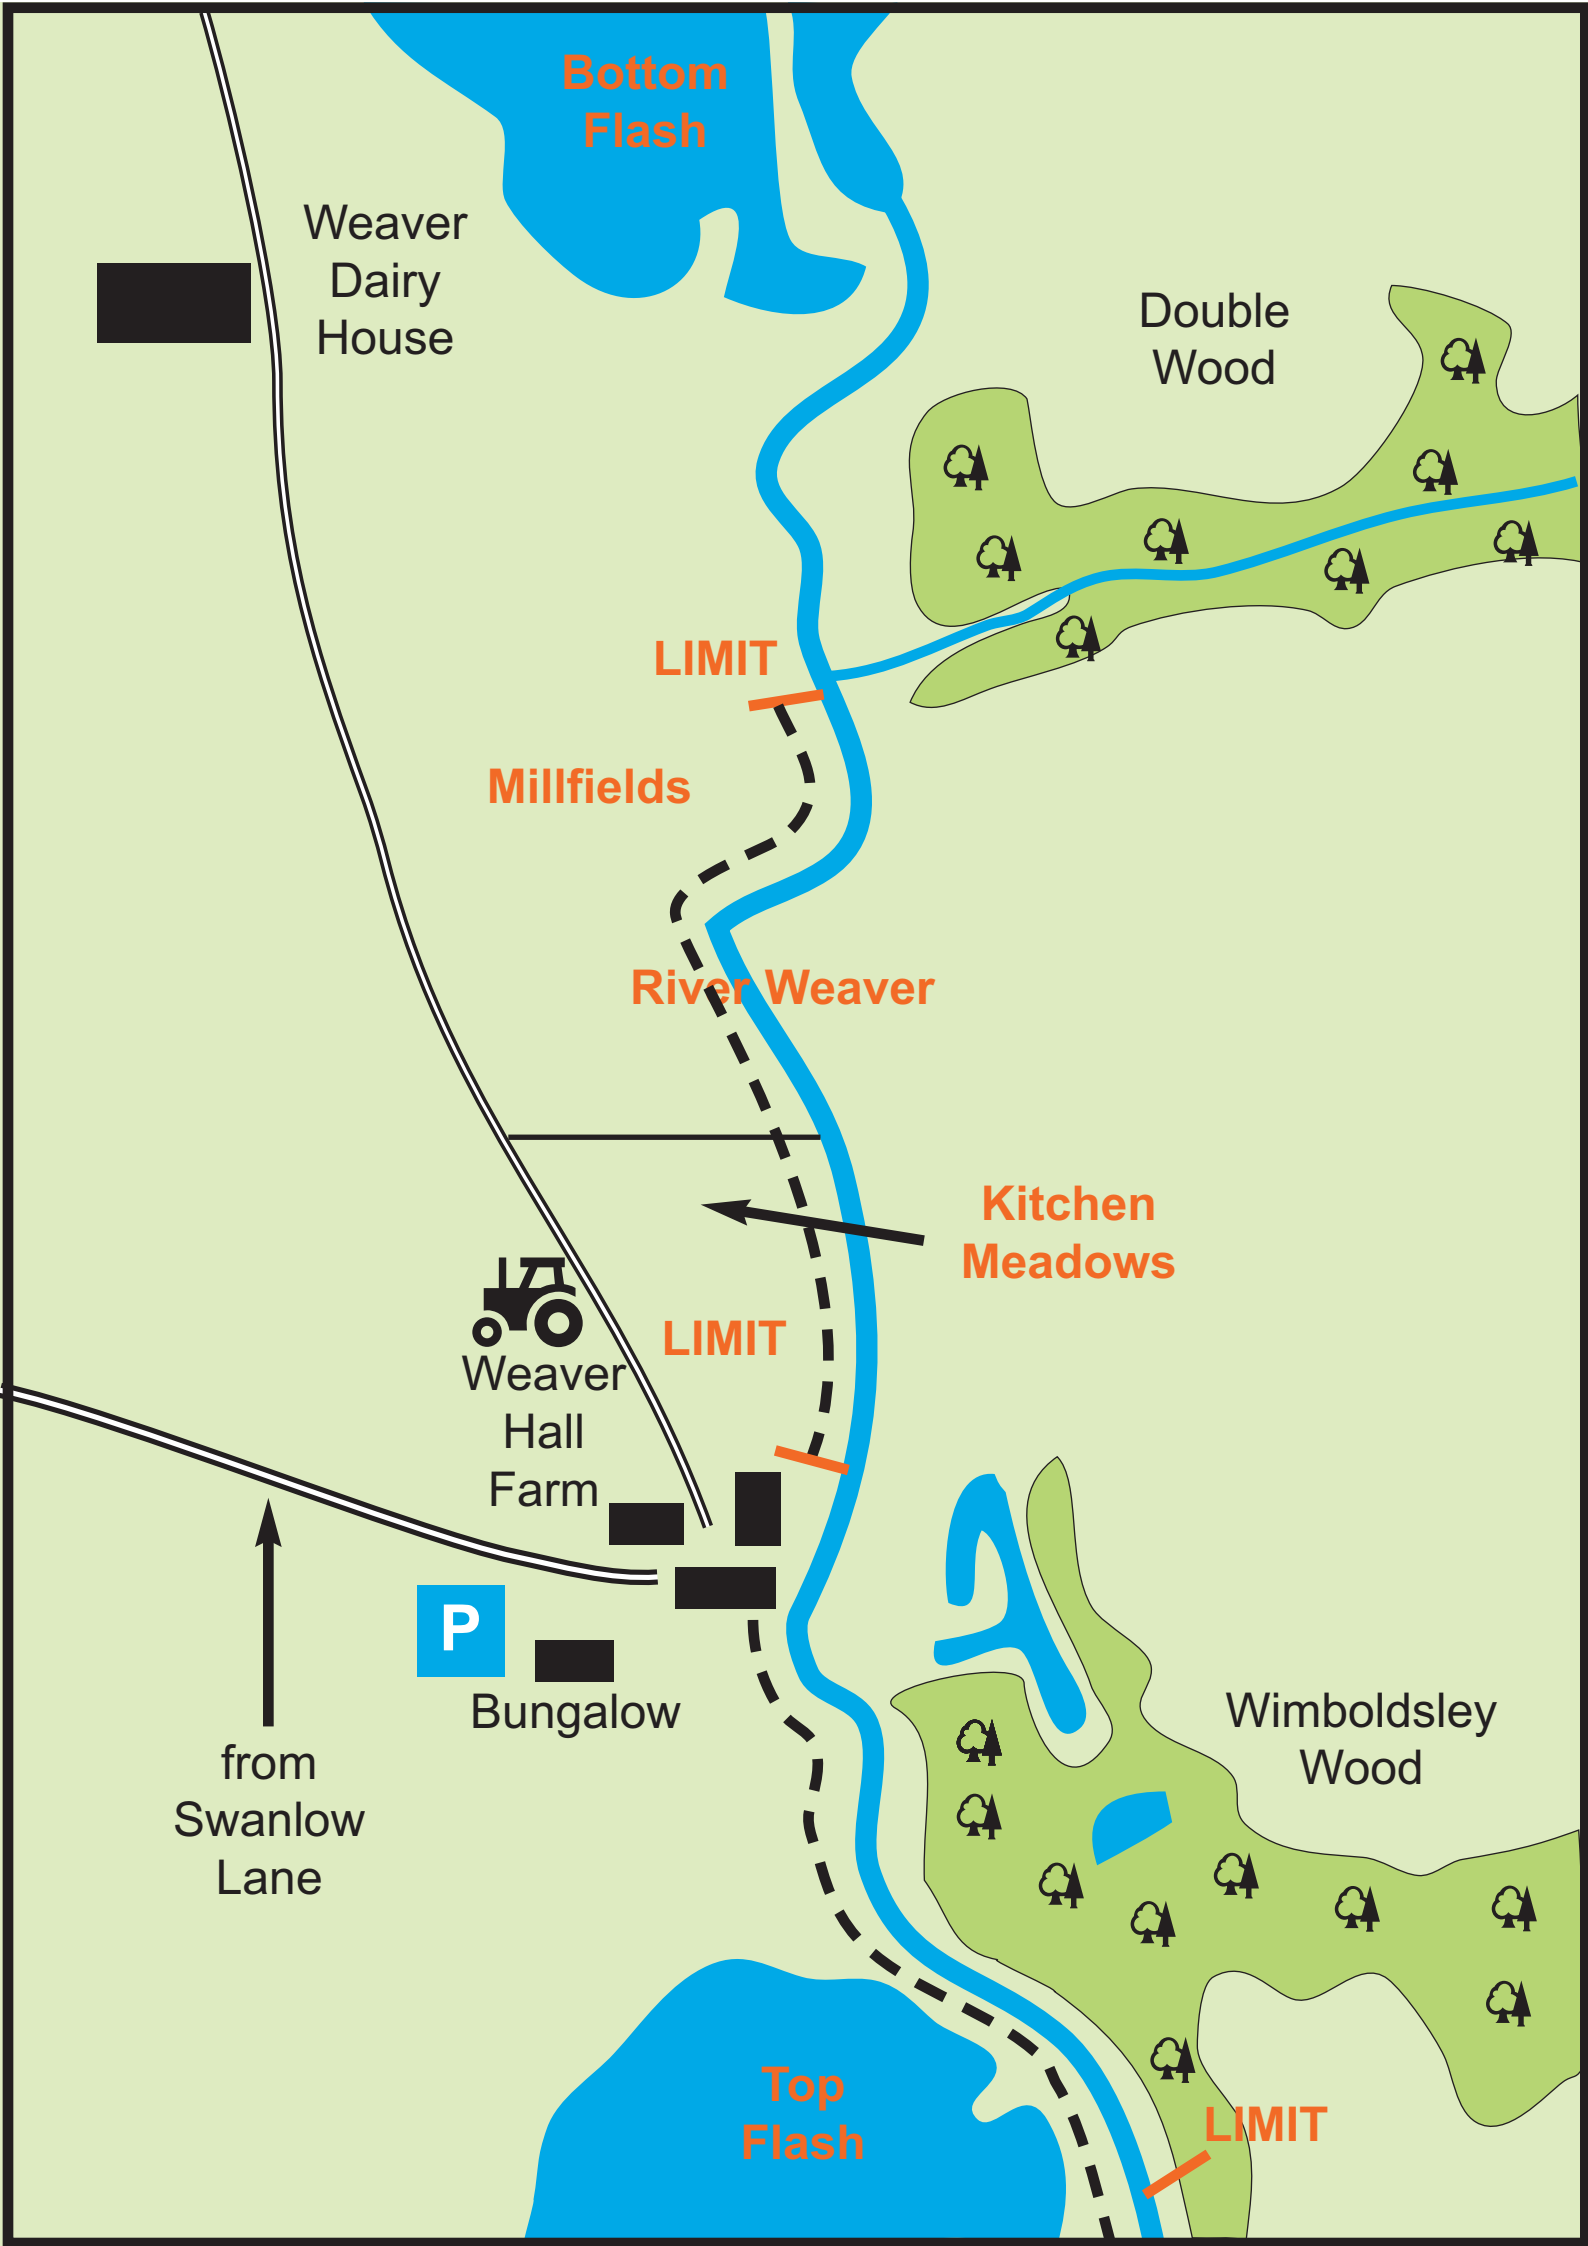 Bottom
Flash
Weaver
Dairy
House
Double
Wood
LIMIT
Millfields
River Weaver
Kitchen
Meadows
LIMIT
Weaver
Hall
Farm
P
Bungalow
from
Swanlow
Lane
Wimboldsley
Wood
Top
Flash
LIMIT